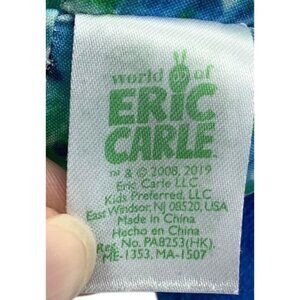 world of
ERIC
CARLE™
™ & © 2008, 2019
Eric Carle LLC
Kids Preferred, LLC
East Windsor, NJ 08520, USA
Made in China
Hecho en China
Reg. No. PA8253(HK).
ME-1353, MA-1507